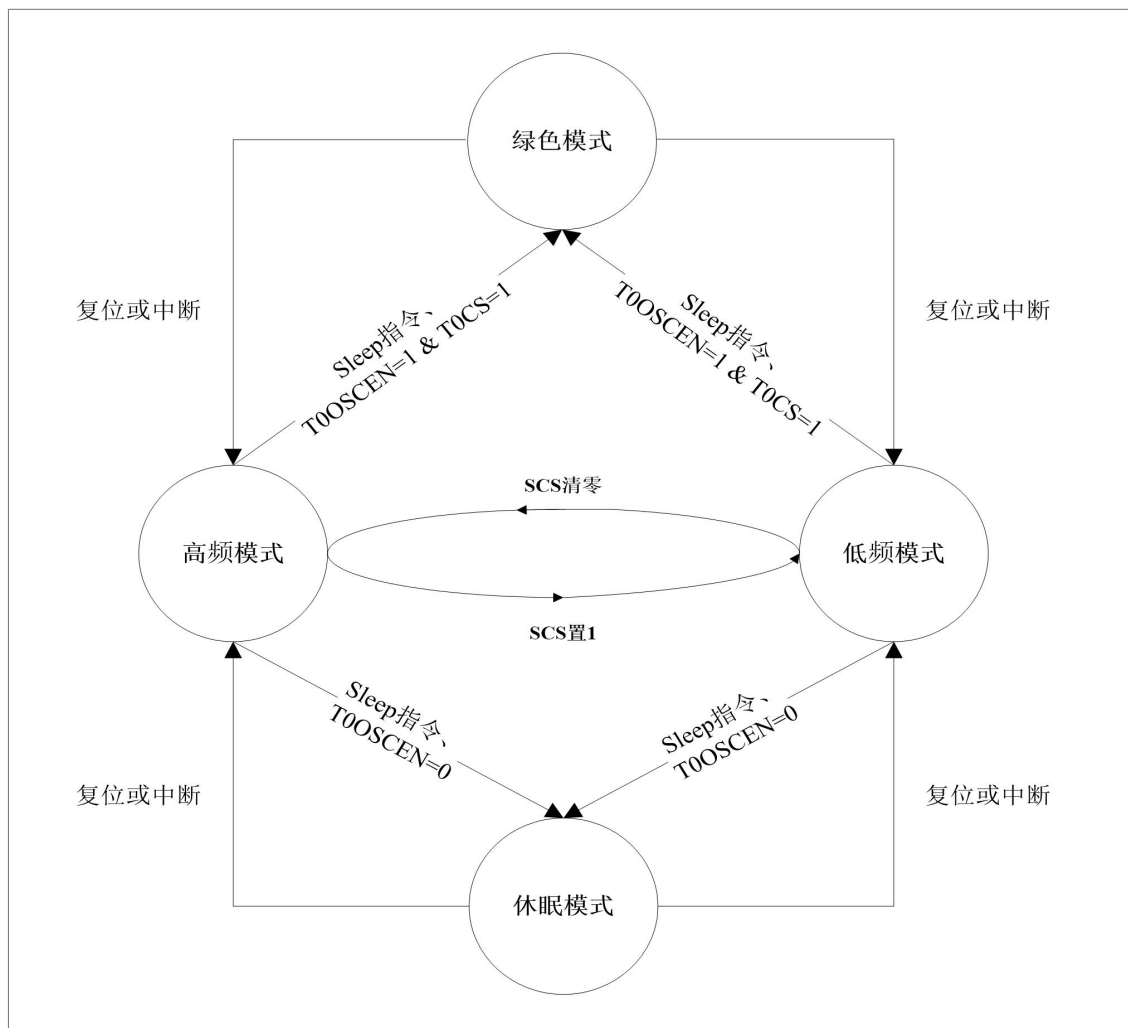 绿色模式
复位或中断
Sleep指令、
T0OSCEN=1 & T0CS=1
Sleep指令、
T0OSCEN=1 & T0CS=1
复位或中断
SCS清零
高频模式
低频模式
SCS置1
Sleep指令、
T0OSCEN=0
Sleep指令、
T0OSCEN=0
复位或中断
复位或中断
休眠模式